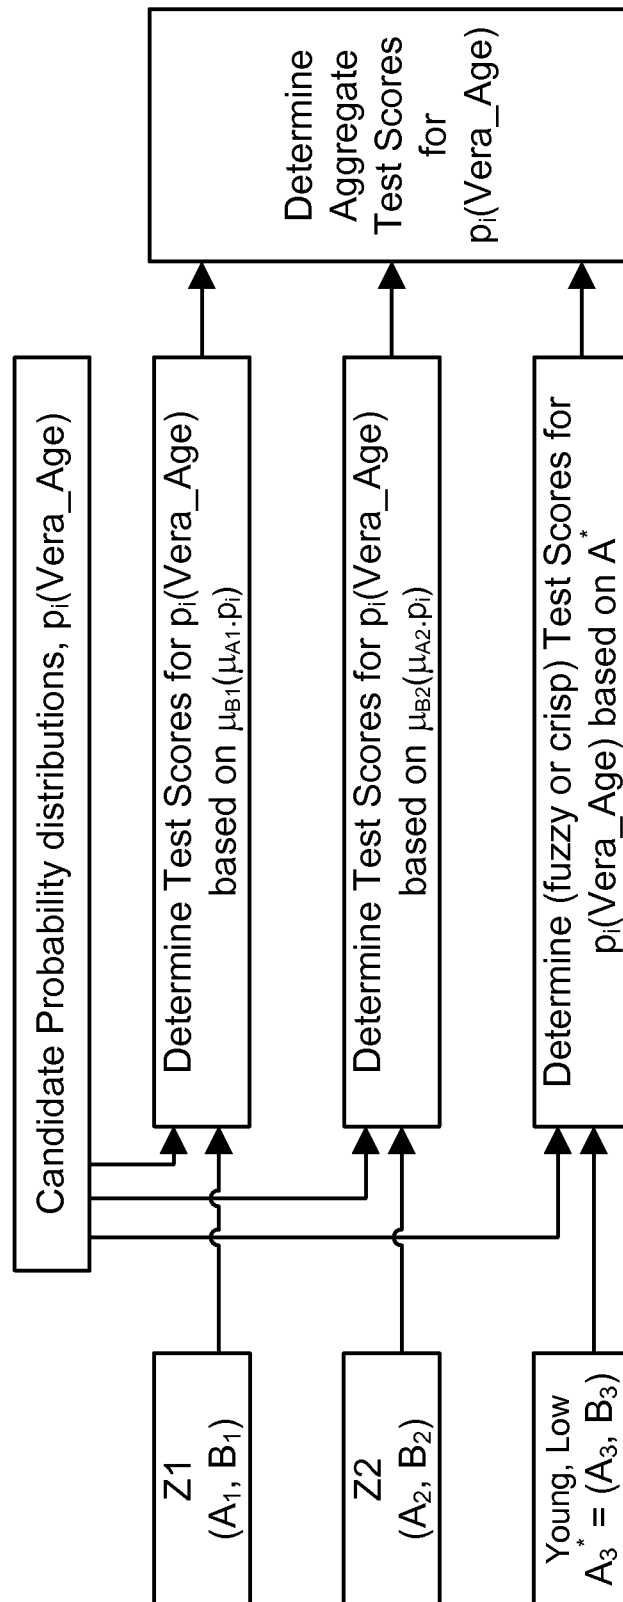 Candidate Probability distributions, pᵢ(Vera_Age)
Z1
(A₁, B₁)
Determine Test Scores for pᵢ(Vera_Age)
based on μB1(μA1.pᵢ)
Z2
(A₂, B₂)
Determine Test Scores for pᵢ(Vera_Age)
based on μB2(μA2.pᵢ)
Young, Low
A₃* = (A₃, B₃)
Determine (fuzzy or crisp) Test Scores for
pᵢ(Vera_Age) based on A*
Determine
Aggregate
Test Scores
for
pᵢ(Vera_Age)